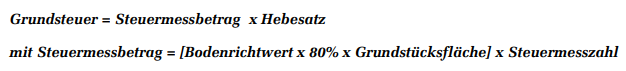 Grundsteuer = Steuermessbetrag x Hebesatz
mit Steuermessbetrag = [Bodenrichtwert x 80% x Grundstücksfläche] x Steuermesszahl